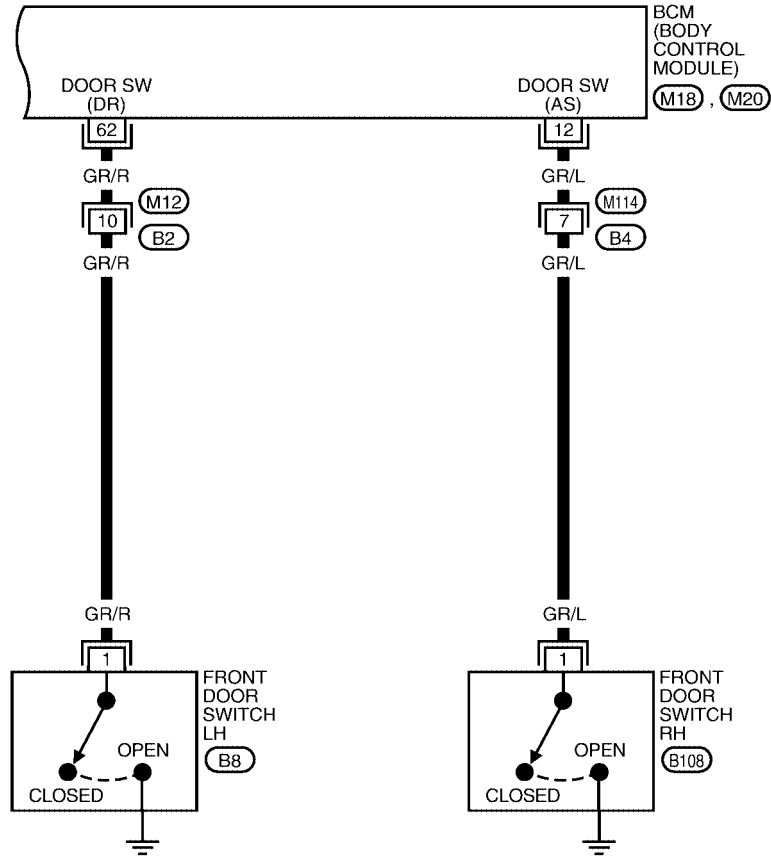 BCM
(BODY
CONTROL
MODULE)
M18 , M20
DOOR SW
(DR)
DOOR SW
(AS)
62
12
GR/R
GR/L
M12
M114
10
7
B2
B4
GR/R
GR/L
GR/R
GR/L
1
1
FRONT
DOOR
SWITCH
LH
B8
OPEN
CLOSED
FRONT
DOOR
SWITCH
RH
B108
OPEN
CLOSED